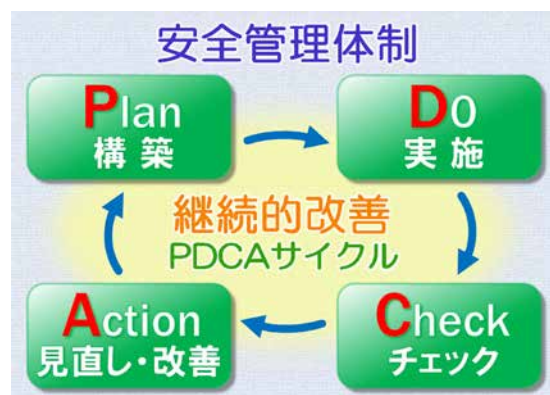 安全管理体制
Plan
構築
Do
実施
継続的改善
PDCAサイクル
Action
見直し・改善
Check
チェック